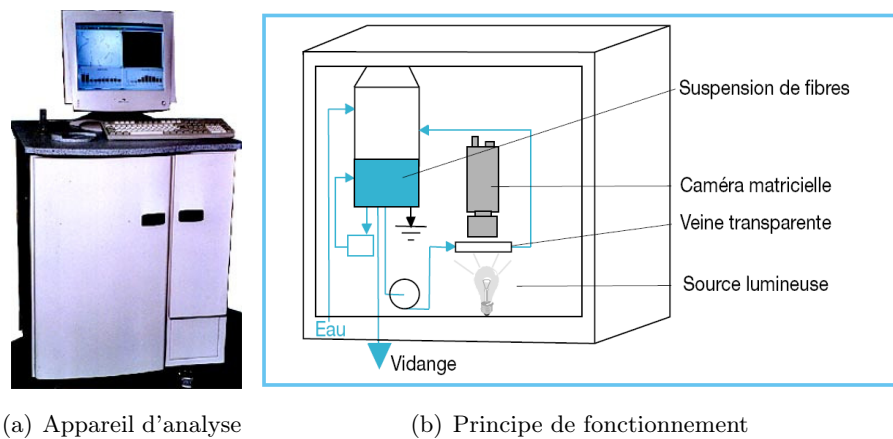 Suspension de fibres
Caméra matricielle
Veine transparente
Source lumineuse
Eau
Vidange
(a) Appareil d'analyse
(b) Principe de fonctionnement